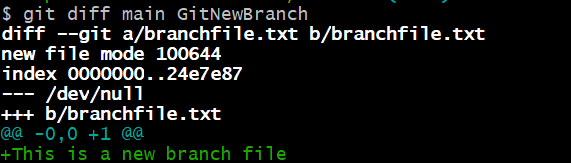 $ git diff main GitNewBranch
diff --git a/branchfile.txt b/branchfile.txt
new file mode 100644
index 0000000..24e7e87
--- /dev/null
+++ b/branchfile.txt
@@ -0,0 +1 @@
+This is a new branch file